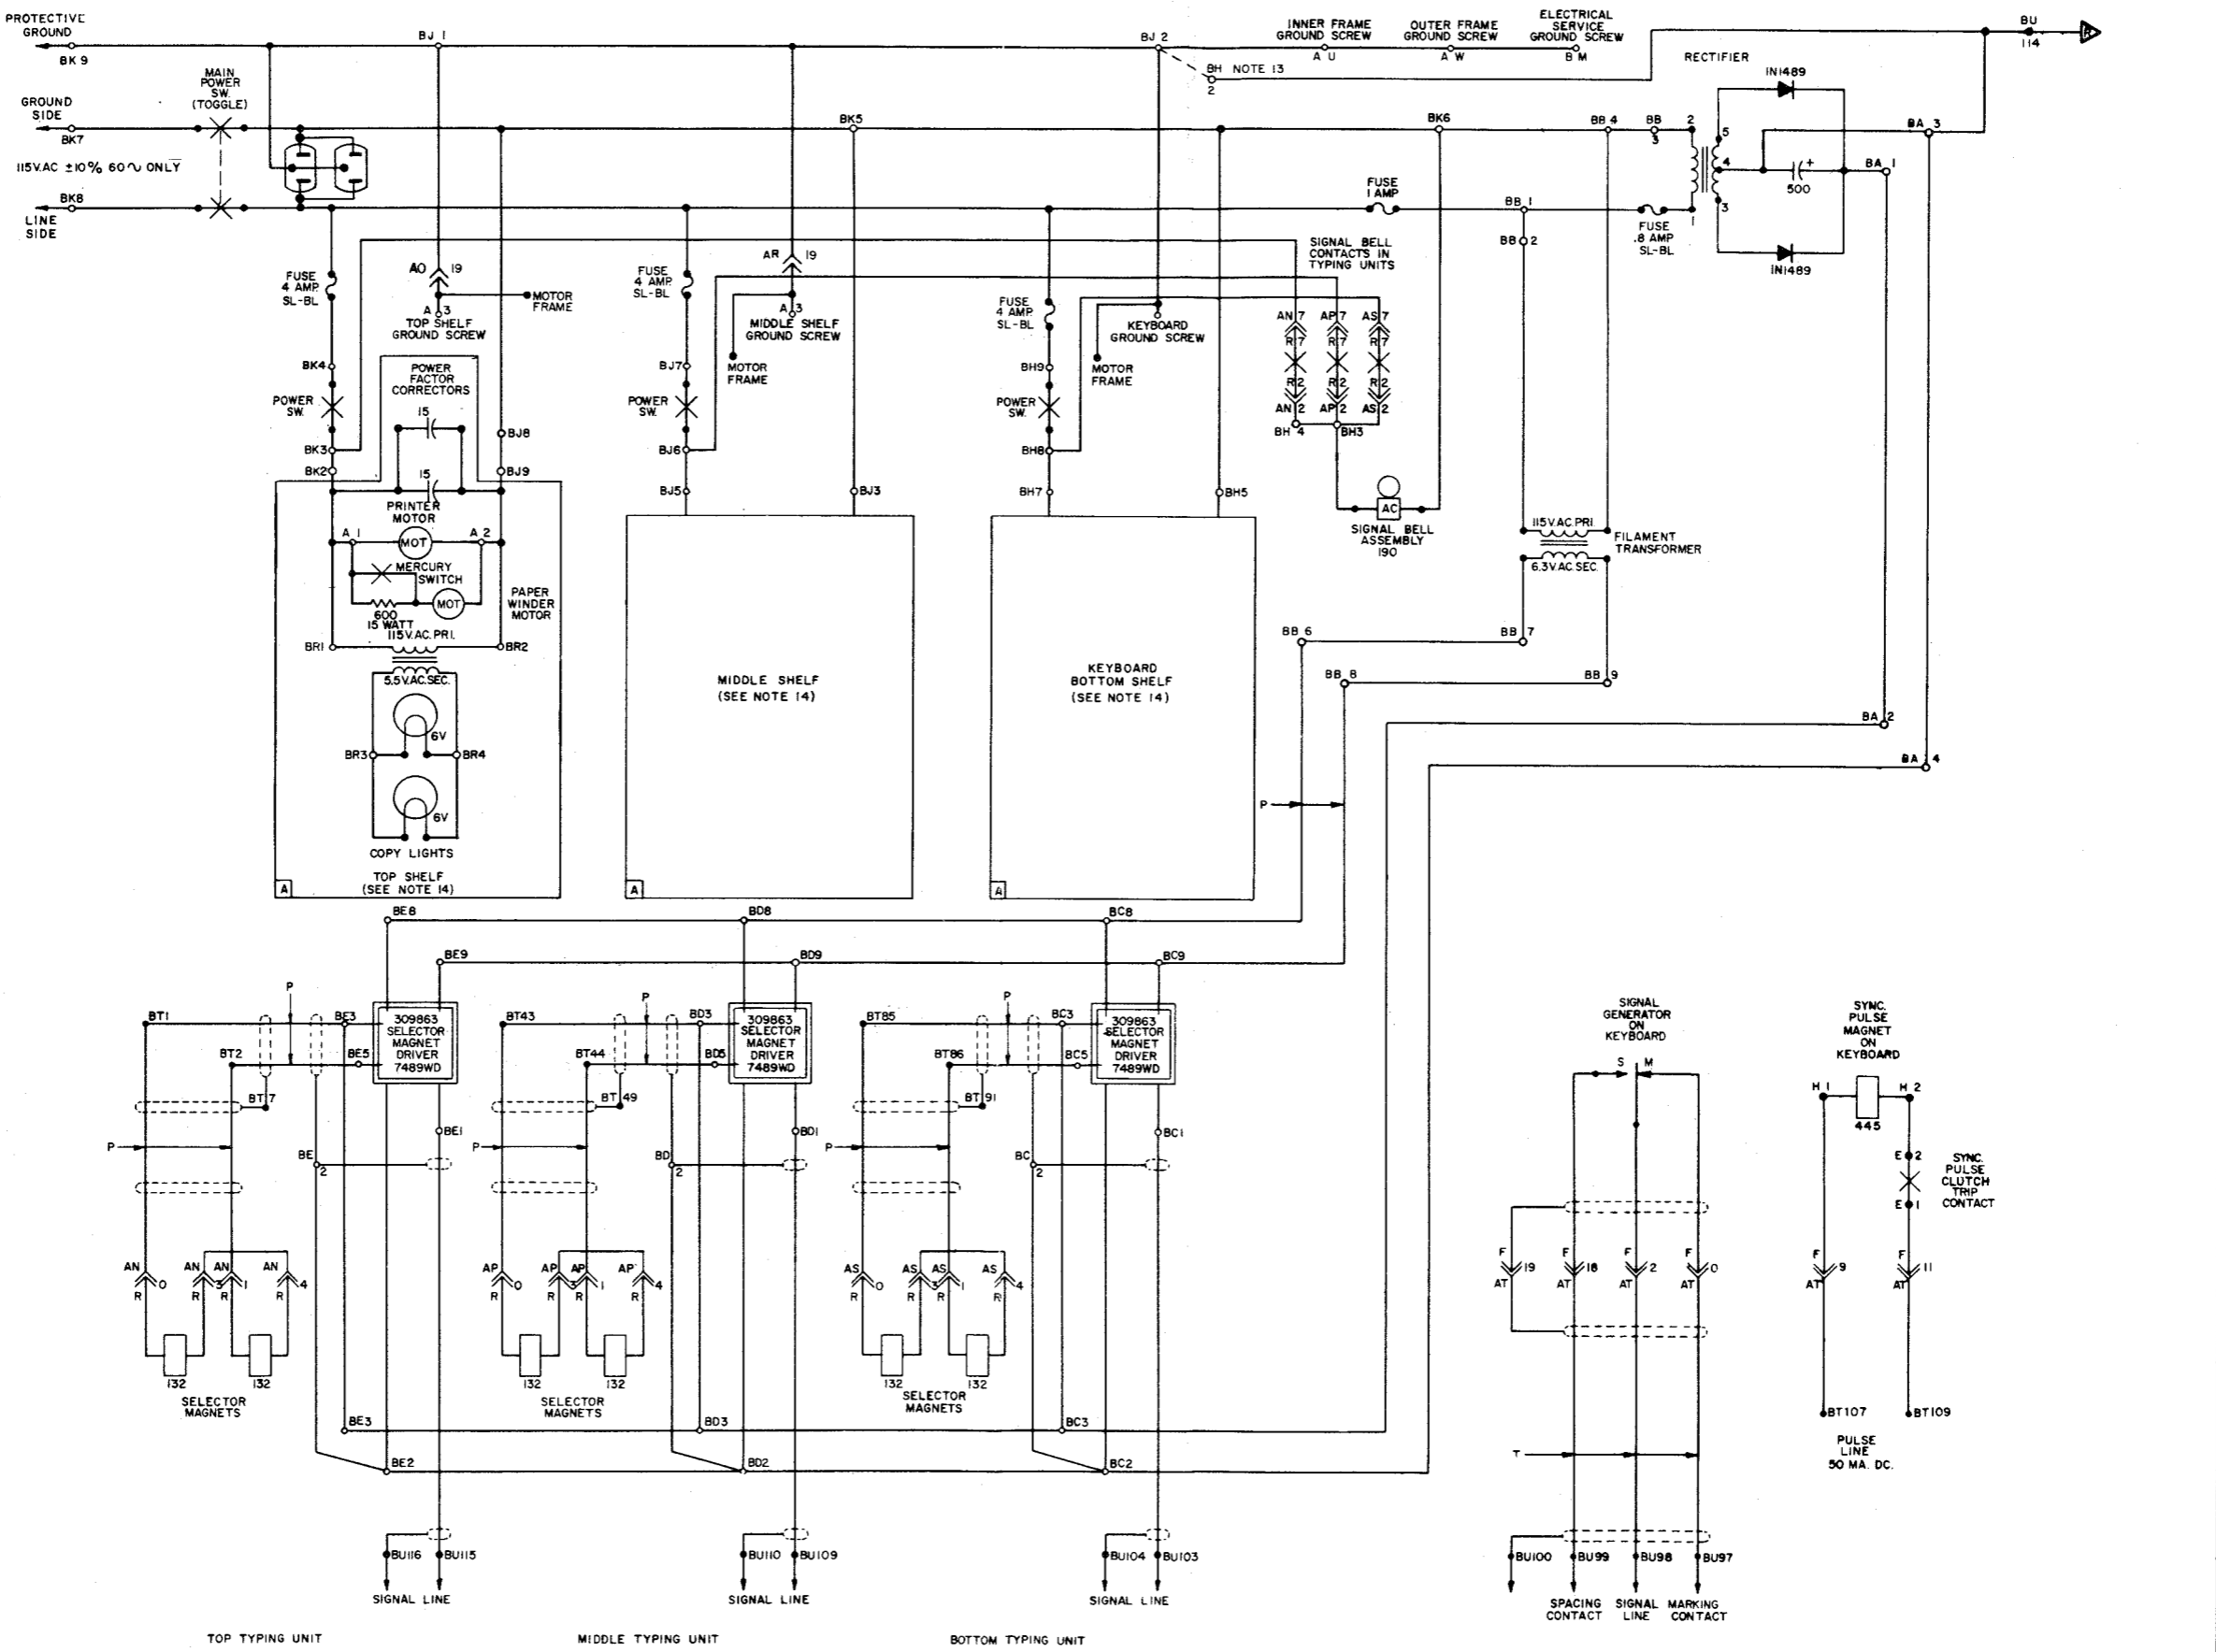 PROTECTIVE
GROUND
BK 9
BJ 1
BJ 2
INNER FRAME
GROUND SCREW
A U
OUTER FRAME
GROUND SCREW
A W
ELECTRICAL
SERVICE
GROUND SCREW
B M
BU
114
R
BH NOTE 13
2
RECTIFIER
IN1489
MAIN
POWER
SW.
(TOGGLE)
GROUND
SIDE
BK7
115V.AC ±10% 60∿ ONLY
BK8
LINE
SIDE
BK5
BK6
BB 4
BB
3
2
5
4
3
1
+
500
BA 3
BA 1
IN1489
FUSE
1 AMP
BB 1
BB 2
FUSE
.8 AMP
SL-BL
FUSE
4 AMP.
SL-BL
AO 19
A 3
TOP SHELF
GROUND SCREW
MOTOR
FRAME
FUSE
4 AMP.
SL-BL
AR 19
A 3
MIDDLE SHELF
GROUND SCREW
MOTOR
FRAME
FUSE
4 AMP.
SL-BL
KEYBOARD
GROUND SCREW
MOTOR
FRAME
SIGNAL BELL
CONTACTS IN
TYPING UNITS
AN 7 AP 7 AS 7
R 7 R 7 R 7
R 2 R 2 R 2
AN 2 AP 2 AS 2
BH 4 BH3
BK4
POWER
SW.
BK3
BK2
POWER
FACTOR
CORRECTORS
15
15
BJ8
BJ9
PRINTER
MOTOR
A 1 MOT A 2
MERCURY
SWITCH
MOT
600
15 WATT
PAPER
WINDER
MOTOR
115V.AC.PRI.
BR1 BR2
5.5V.AC.SEC.
6V
BR3 BR4
6V
COPY LIGHTS
TOP SHELF
(SEE NOTE 14)
A
BJ7
POWER
SW.
BJ6
BJ5
BJ3
MIDDLE SHELF
(SEE NOTE 14)
A
BH9
POWER
SW.
BH8
BH7
BH5
KEYBOARD
BOTTOM SHELF
(SEE NOTE 14)
A
AC
SIGNAL BELL
ASSEMBLY
190
115V.AC.PRI
FILAMENT
TRANSFORMER
6.3V.AC.SEC.
BB 6
BB 7
BB 8
BB 9
BA 2
BA 4
P
BE8
BD8
BC8
BE9
BD9
BC9
P
BT1
BE3
BT2
BE5
309863
SELECTOR
MAGNET
DRIVER
7489WD
BT 7
BE1
P
BE
2
AN 0 AN 3 AN 1 AN 4
R R R R
132 132
SELECTOR
MAGNETS
P
BT43
BD3
BT44
BD5
309863
SELECTOR
MAGNET
DRIVER
7489WD
BT 49
BD1
P
BD
2
AP 0 AP 3 AP 1 AP 4
R R R R
132 132
SELECTOR
MAGNETS
P
BT85
BC3
BT86
BC5
309863
SELECTOR
MAGNET
DRIVER
7489WD
BT 91
BC1
P
BC
2
AS 0 AS 3 AS 1 AS 4
R R R R
132 132
SELECTOR
MAGNETS
BE3
BD3
BC3
BE2
BD2
BC2
BU116 BU115
SIGNAL LINE
BU110 BU109
SIGNAL LINE
BU104 BU103
SIGNAL LINE
SIGNAL
GENERATOR
ON
KEYBOARD
S M
F F F F
19 18 2 0
AT AT AT AT
T
BU100 BU99 BU98 BU97
SPACING
CONTACT
SIGNAL
LINE
MARKING
CONTACT
SYNC.
PULSE
MAGNET
ON
KEYBOARD
H 1 H 2
445
E 2
SYNC.
PULSE
CLUTCH
TRIP
CONTACT
E 1
F F
9 11
AT AT
BT107 BT109
PULSE
LINE
50 MA. DC.
TOP TYPING UNIT
MIDDLE TYPING UNIT
BOTTOM TYPING UNIT